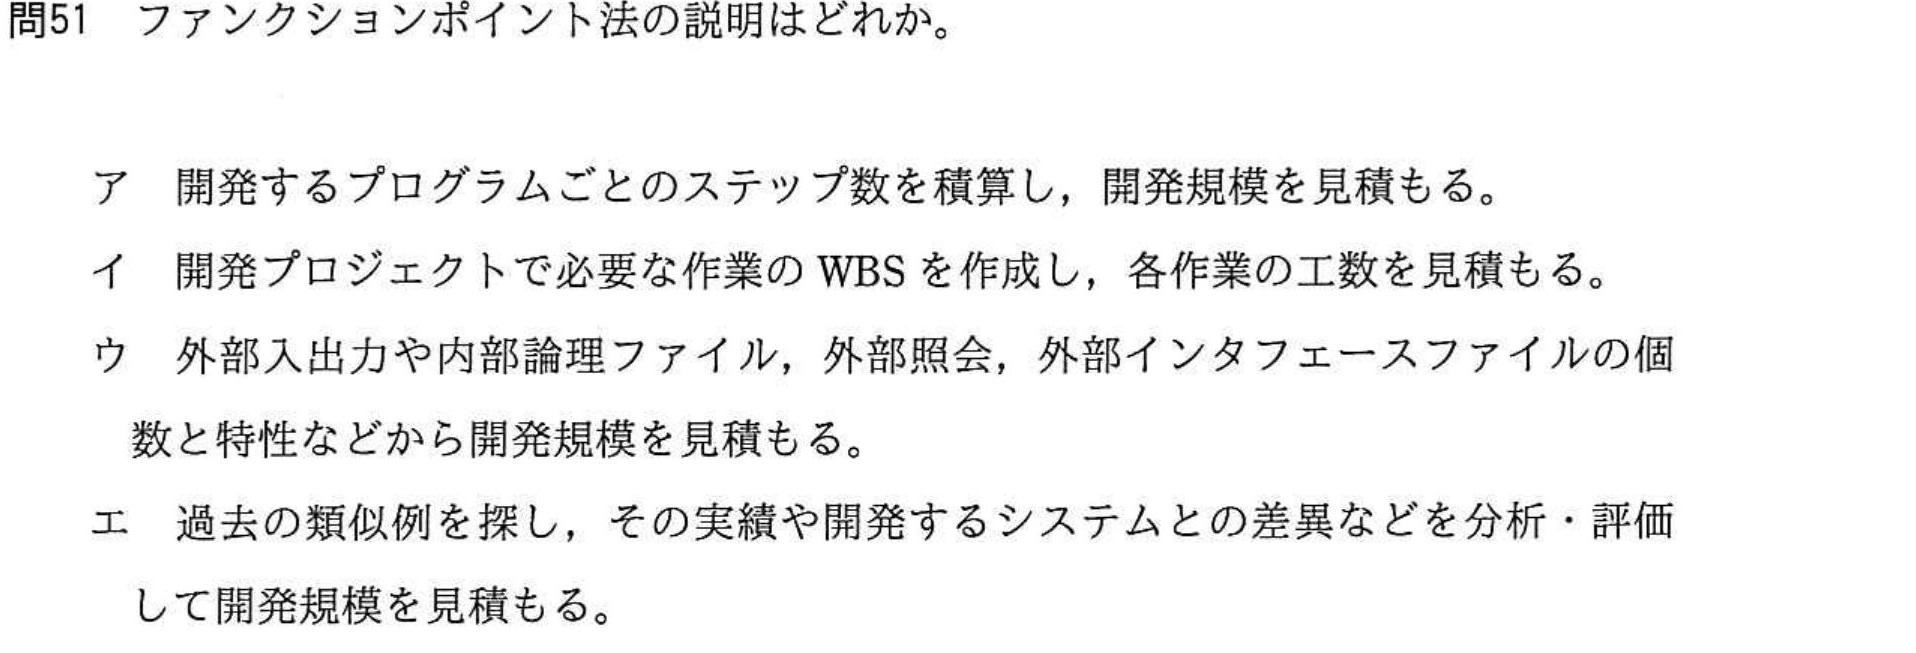 問51 ファンクションポイント法の説明はどれか。
ア 開発するプログラムごとのステップ数を積算し，開発規模を見積もる。
イ 開発プロジェクトで必要な作業の WBS を作成し，各作業の工数を見積もる。
ウ 外部入出力や内部論理ファイル，外部照会，外部インタフェースファイルの個
数と特性などから開発規模を見積もる。
エ 過去の類似例を探し，その実績や開発するシステムとの差異などを分析・評価
して開発規模を見積もる。